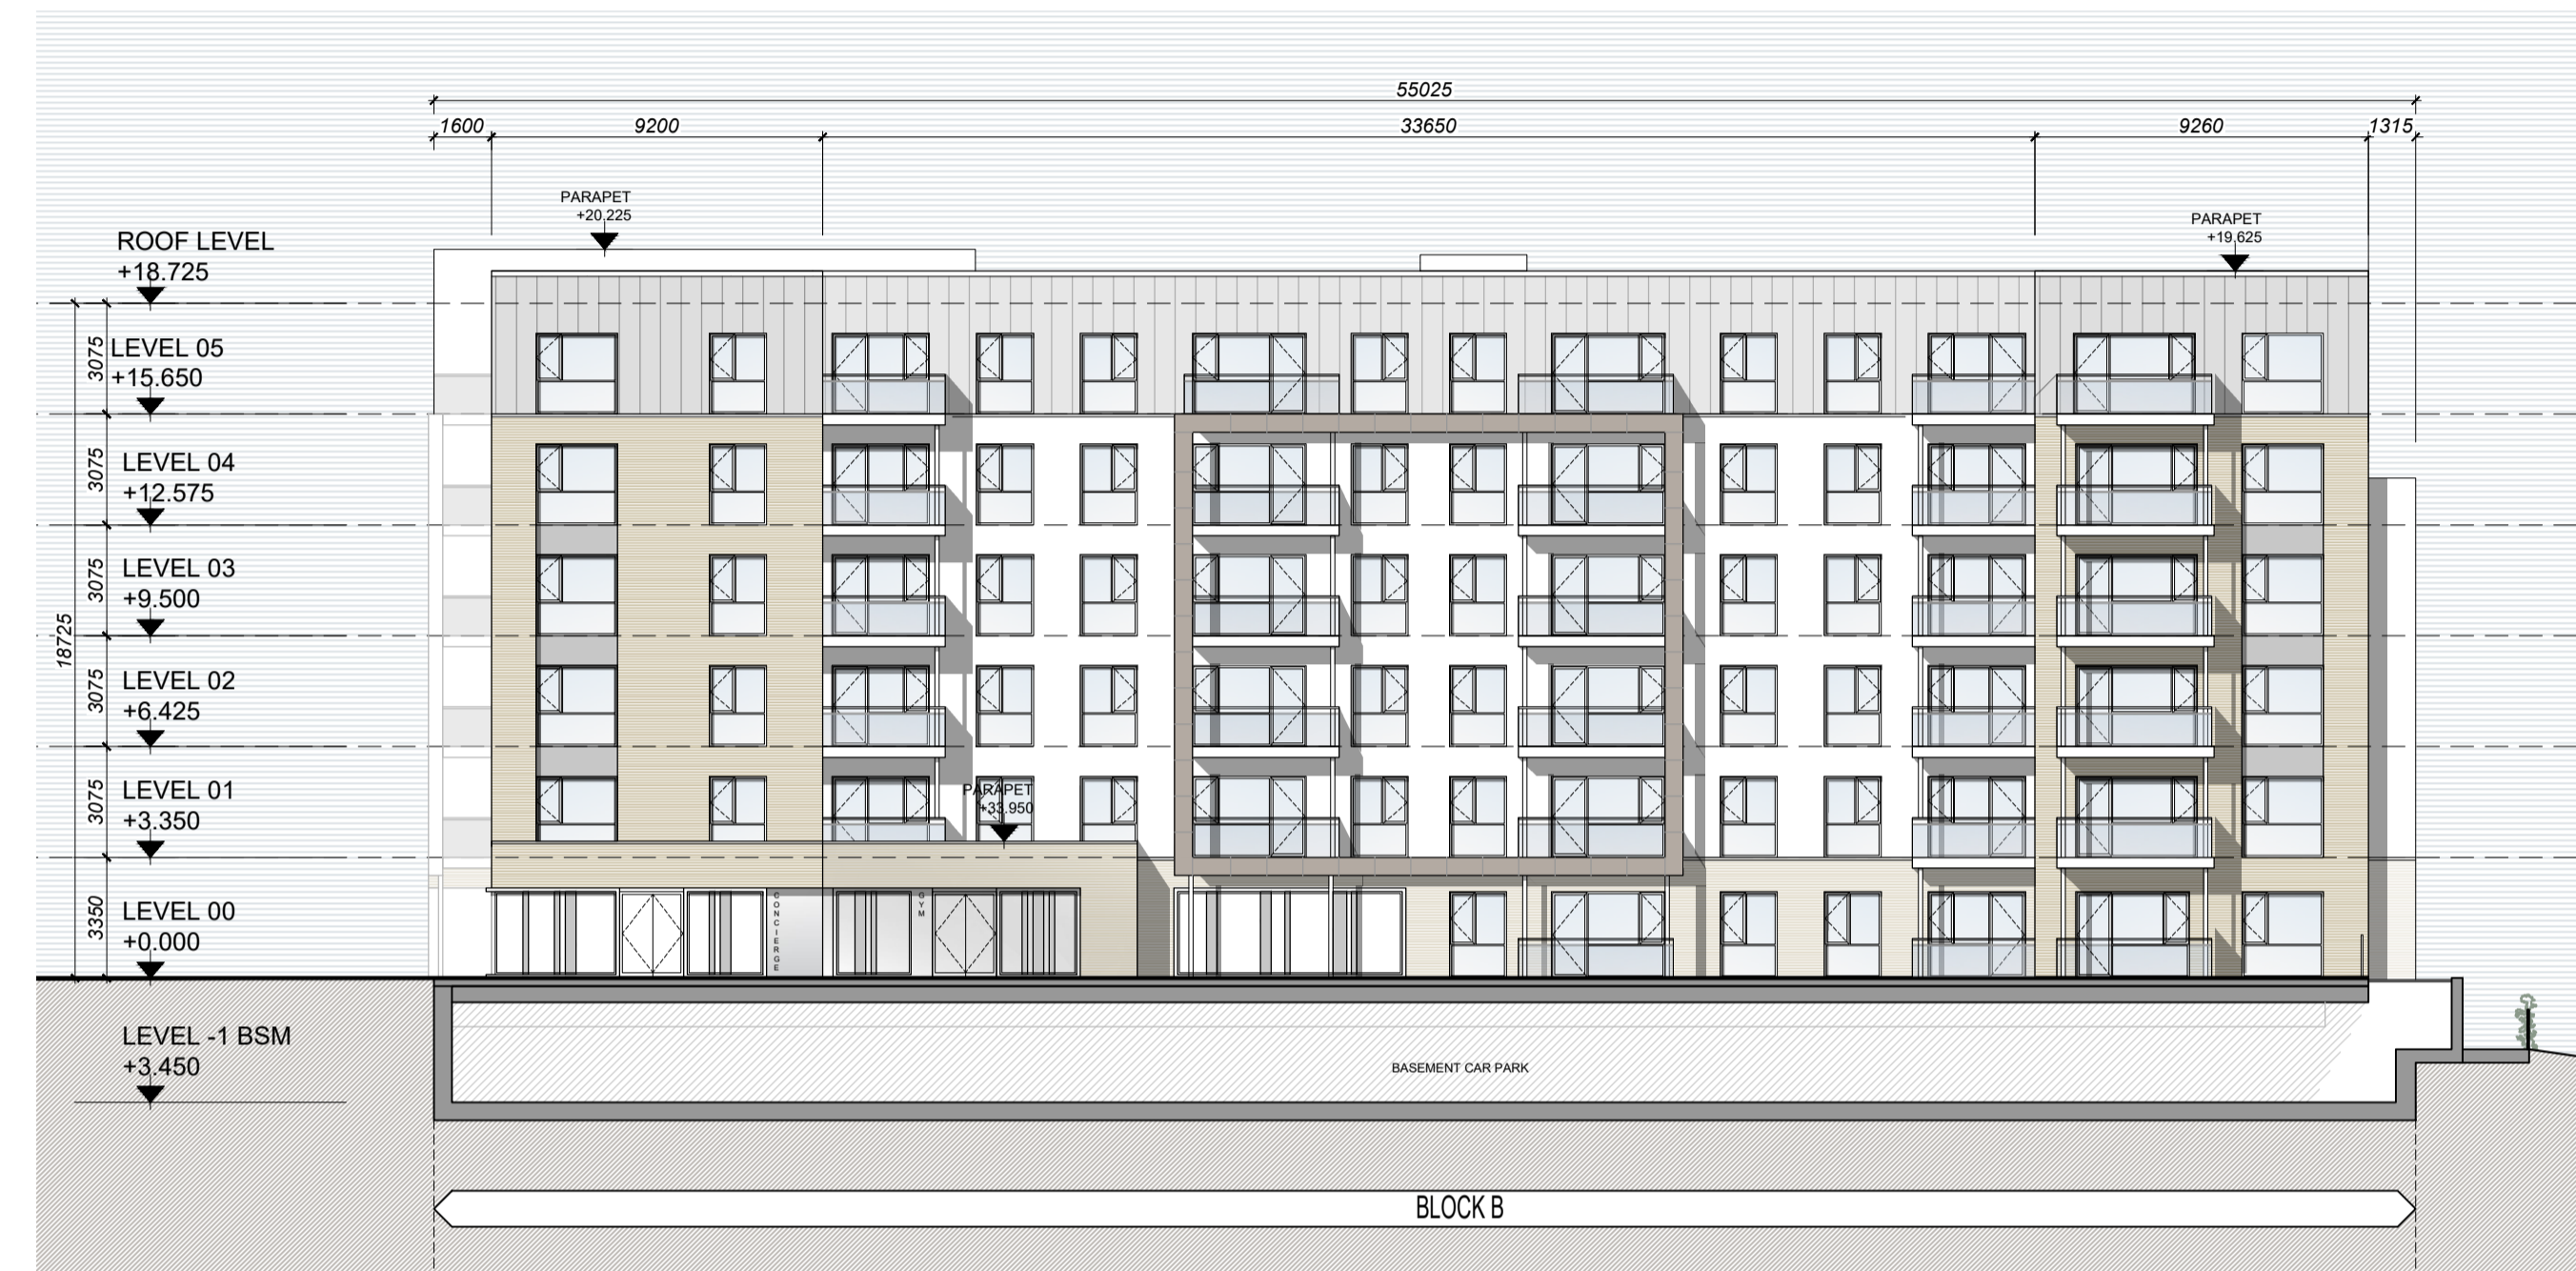 55025
1600
9200
33650
9260
1315
PARAPET
+20.225
PARAPET
+19.625
ROOF LEVEL
+18.725
3075
LEVEL 05
+15.650
3075
LEVEL 04
+12.575
3075
LEVEL 03
+9.500
18725
3075
LEVEL 02
+6.425
3075
LEVEL 01
+3.350
PARAPET
+33.950
3350
LEVEL 00
+0.000
CONCIERGE
GYM
LEVEL -1 BSM
+3.450
BASEMENT CAR PARK
BLOCK B